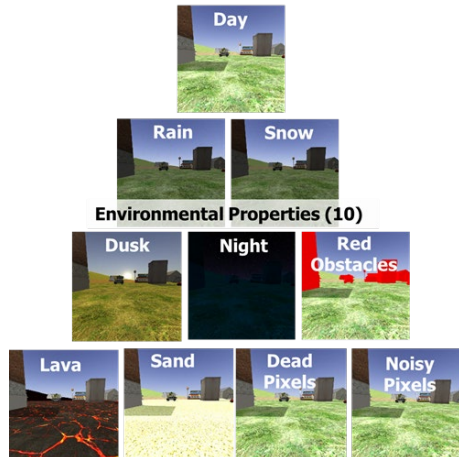 Day
Rain
Snow
Environmental Properties (10)
Dusk
Night
Red
Obstacles
Lava
Sand
Dead
Pixels
Noisy
Pixels